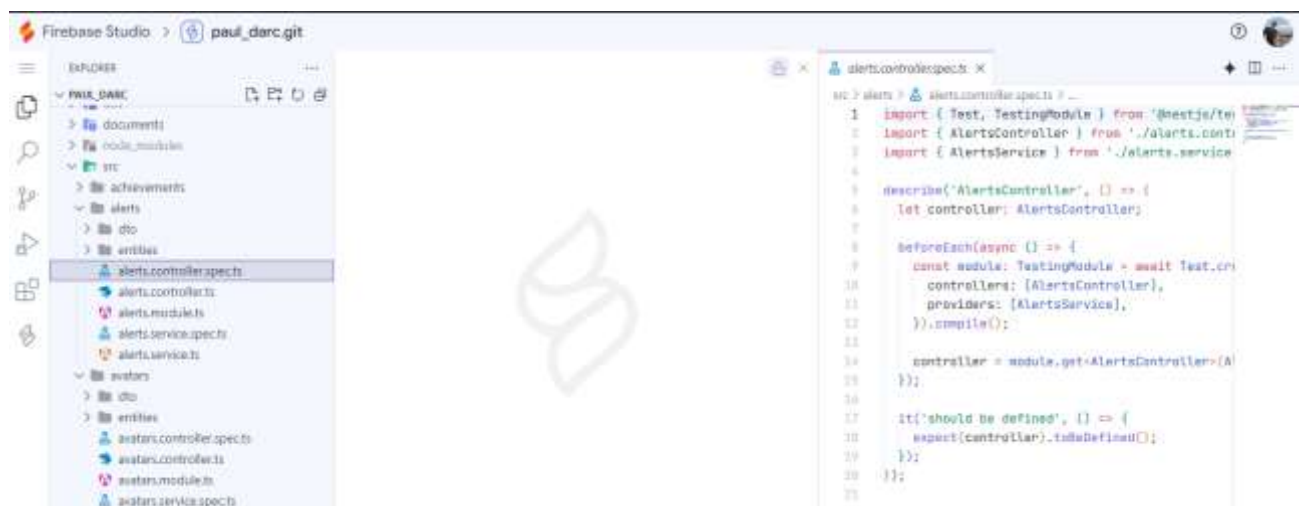 Firebase Studio > paul_darc.git
EXPLORER
PAUL_DARC
documents
node_modules
src
achievements
alerts
dto
entities
alerts.controller.spec.ts
alerts.controller.ts
alerts.module.ts
alerts.service.spec.ts
alerts.service.ts
avatars
dto
entities
avatars.controller.spec.ts
avatars.controller.ts
avatars.module.ts
avatars.service.spec.ts
alerts.controller.spec.ts
src > alerts > alerts.controller.spec.ts > ...
1 import { Test, TestingModule } from '@nestjs/te
2 import { AlertsController } from './alerts.contr
3 import { AlertsService } from './alerts.service
4
5 describe('AlertsController', () => {
6 let controller: AlertsController;
7
8 beforeEach(async () => {
9 const module: TestingModule = await Test.cre
10 controllers: [AlertsController],
11 providers: [AlertsService],
12 }).compile();
13
14 controller = module.get<AlertsController>(A
15 });
16
17 it('should be defined', () => {
18 expect(controller).toBeDefined();
19 });
20 });
21